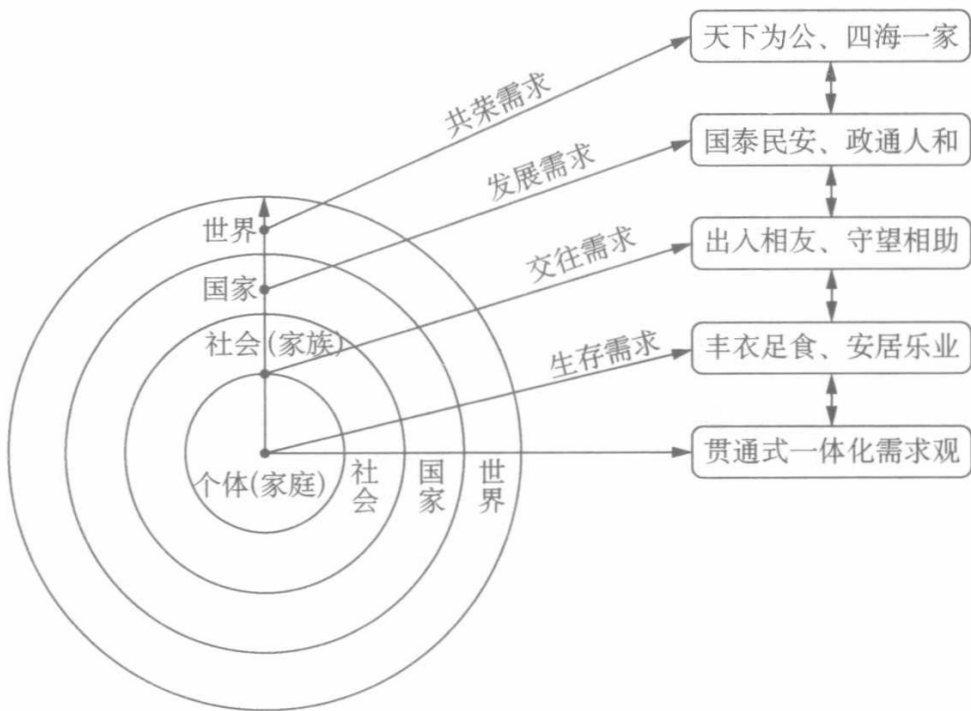 天下为公、四海一家
共荣需求
国泰民安、政通人和
发展需求
世界
出入相友、守望相助
交往需求
国家
社会(家族)
丰衣足食、安居乐业
生存需求
贯通式一体化需求观
个体(家庭)
社会
国家
世界